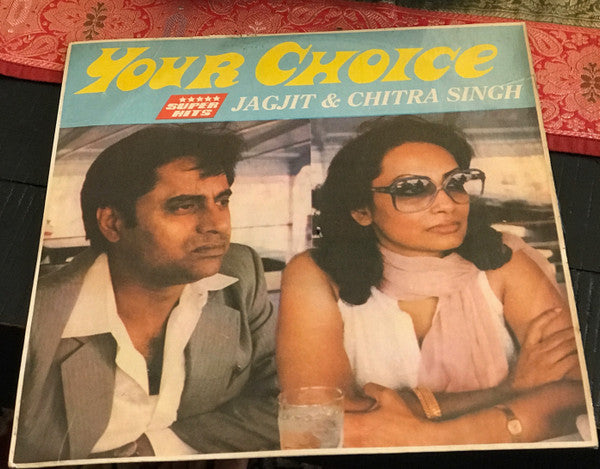 YOUR CHOICE
★★★★★
SUPER
HITS
JAGJIT & CHITRA SINGH